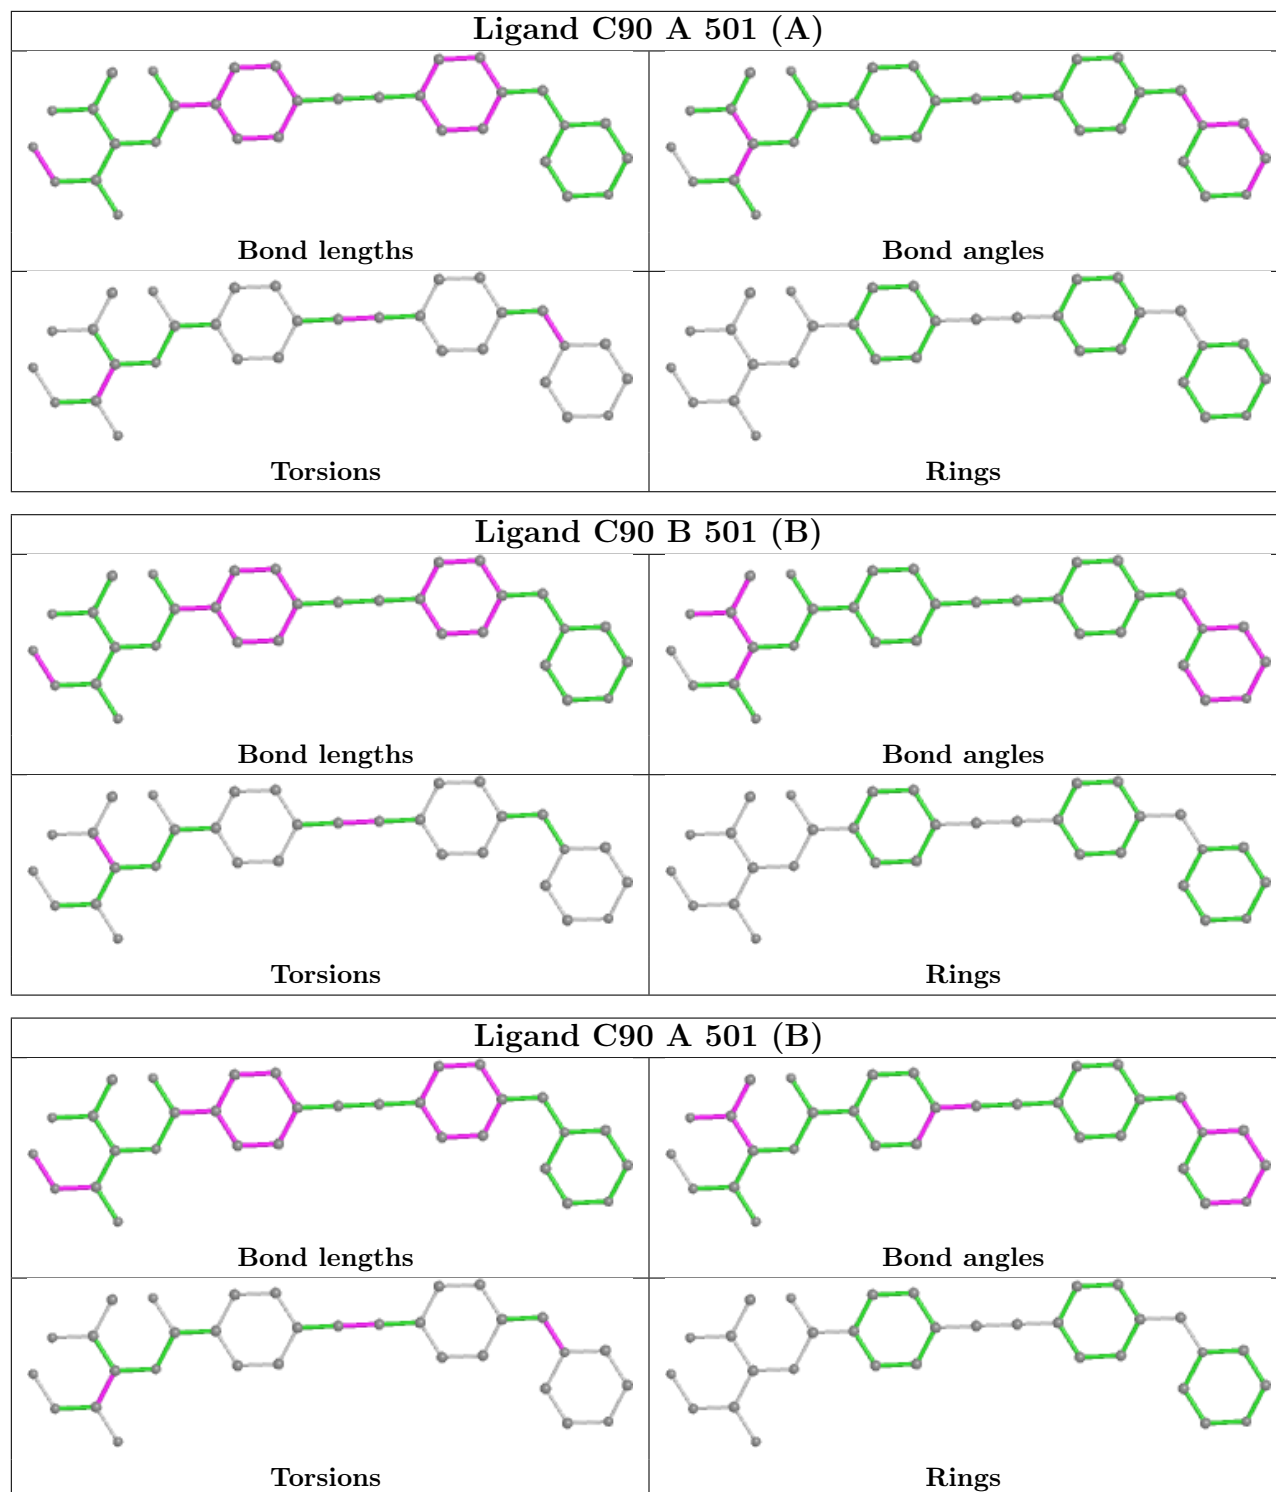 Ligand C90 A 501 (A)
Bond lengths
Bond angles
Torsions
Rings
Ligand C90 B 501 (B)
Bond lengths
Bond angles
Torsions
Rings
Ligand C90 A 501 (B)
Bond lengths
Bond angles
Torsions
Rings